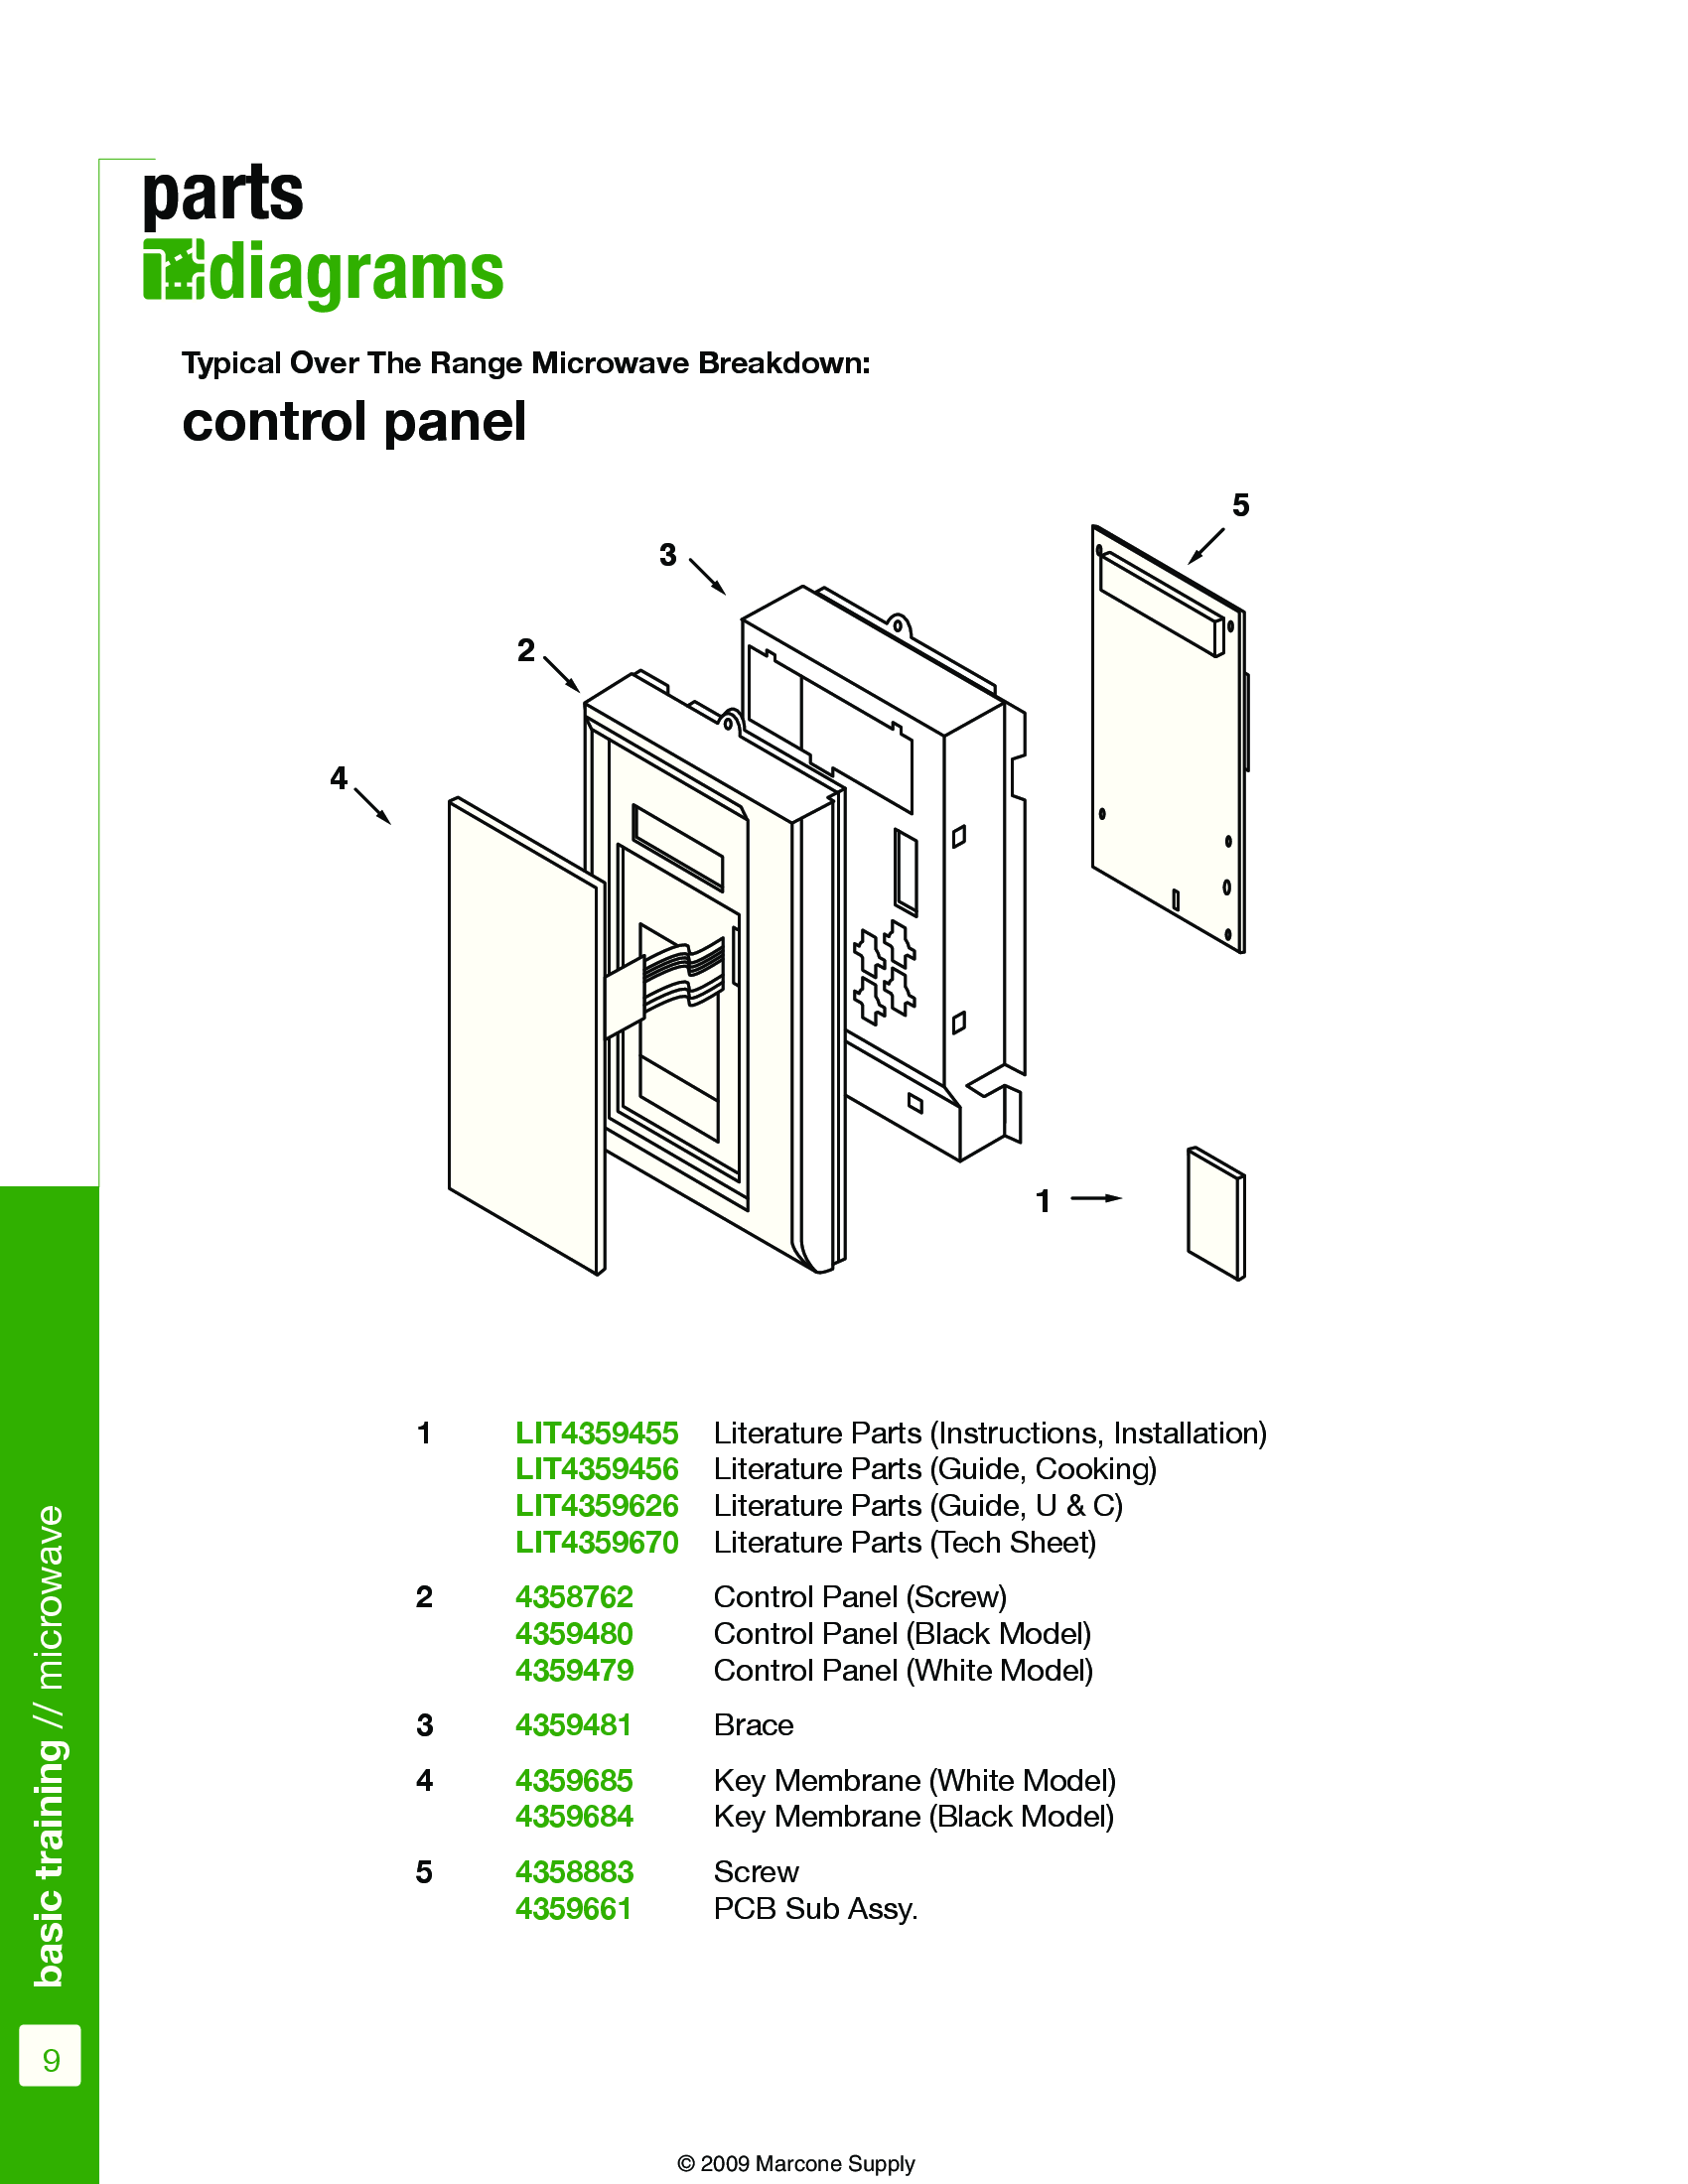 parts
diagrams
Typical Over The Range Microwave Breakdown:
control panel
5
3
2
4
1
1 LIT4359455 Literature Parts (Instructions, Installation)
LIT4359456 Literature Parts (Guide, Cooking)
LIT4359626 Literature Parts (Guide, U & C)
LIT4359670 Literature Parts (Tech Sheet)
2 4358762 Control Panel (Screw)
4359480 Control Panel (Black Model)
4359479 Control Panel (White Model)
3 4359481 Brace
4 4359685 Key Membrane (White Model)
4359684 Key Membrane (Black Model)
5 4358883 Screw
4359661 PCB Sub Assy.
basic training // microwave
9
© 2009 Marcone Supply